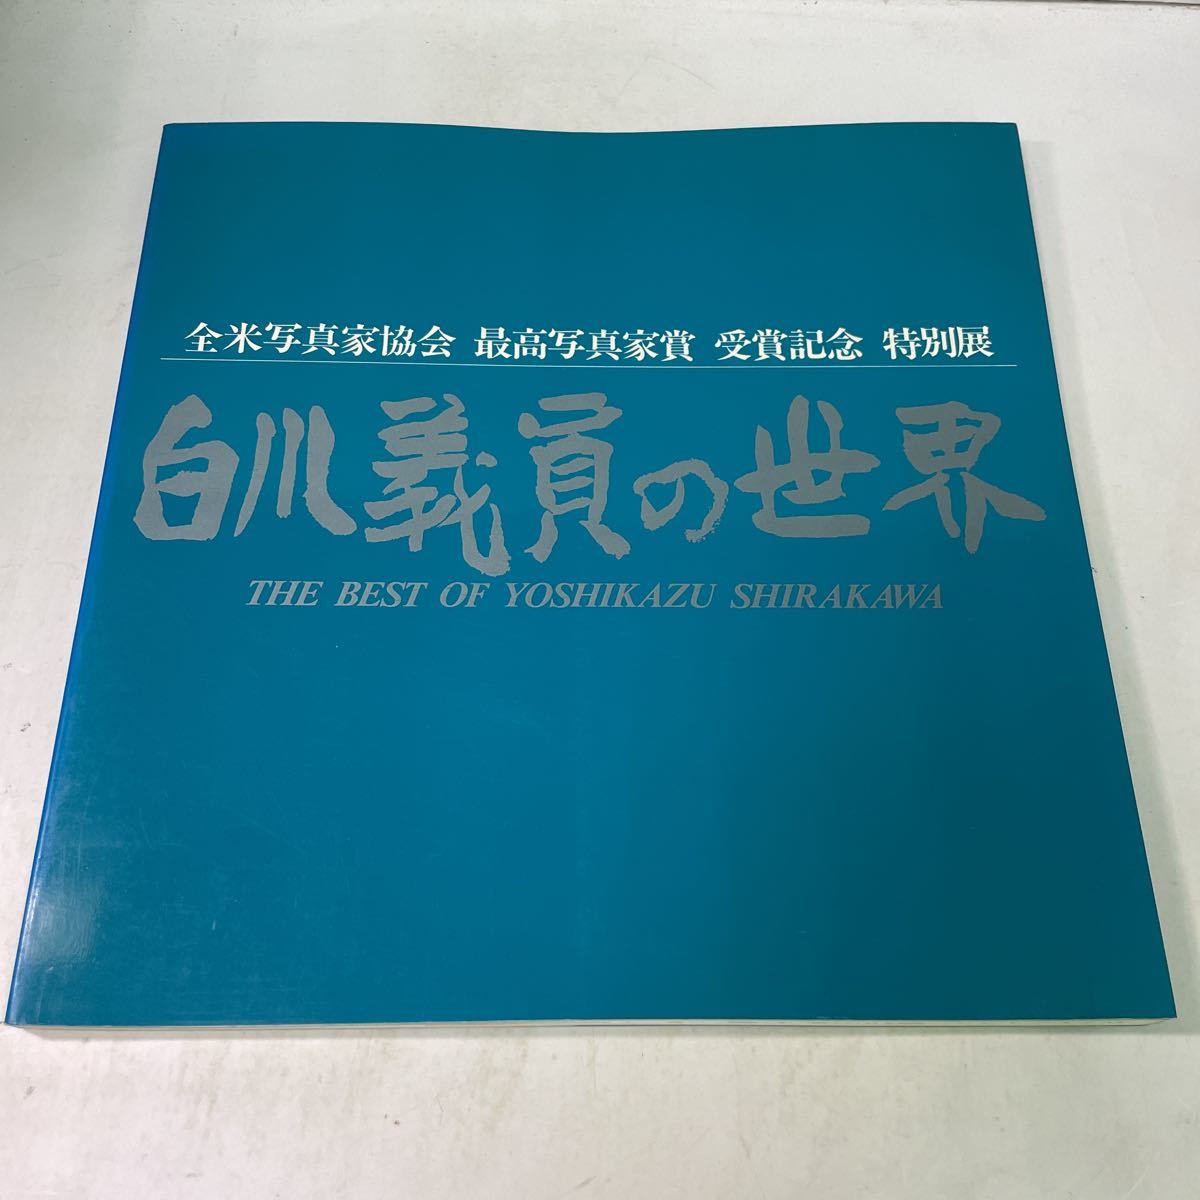 全米写真家協会 最高写真家賞 受賞記念 特別展
白川義員の世界
THE BEST OF YOSHIKAZU SHIRAKAWA